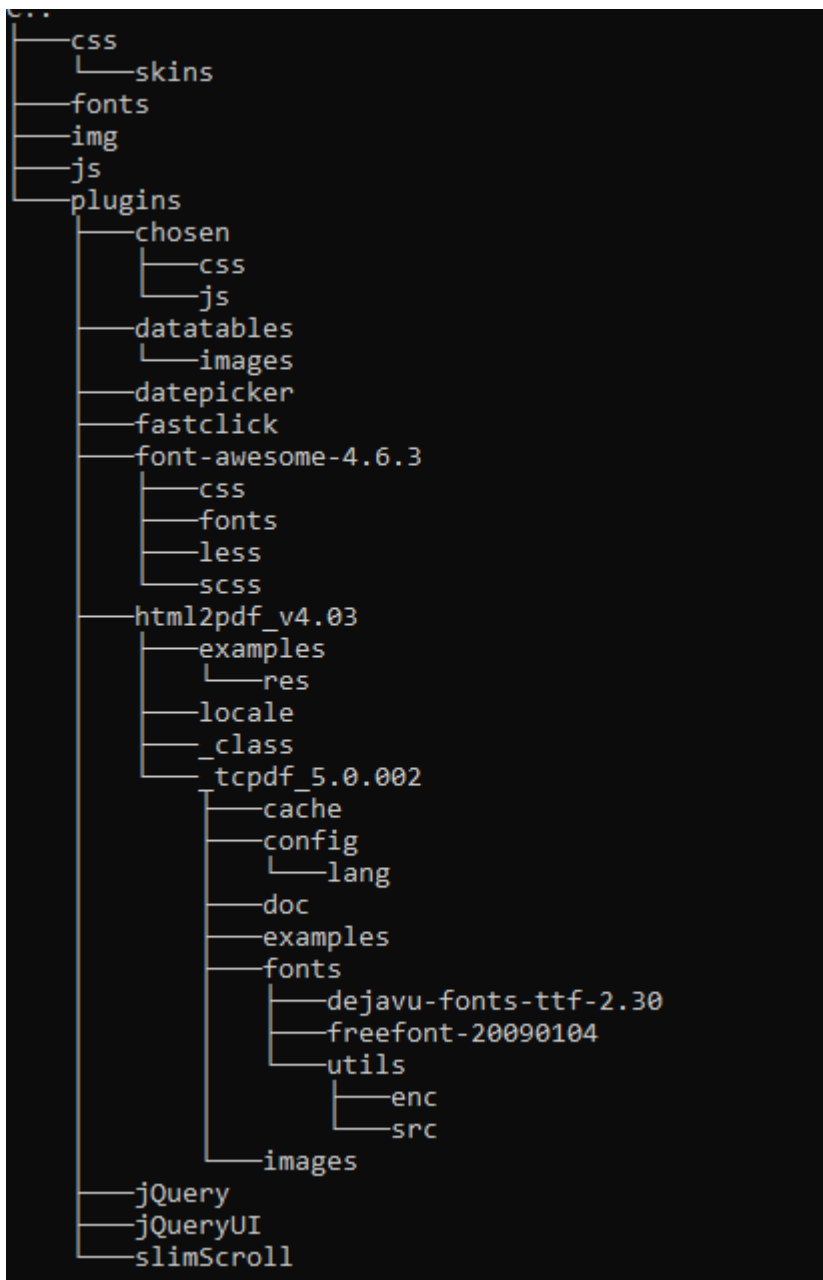 ├───css
│   └───skins
├───fonts
├───img
├───js
└───plugins
    ├───chosen
    │   ├───css
    │   └───js
    ├───datatables
    │   └───images
    ├───datepicker
    ├───fastclick
    ├───font-awesome-4.6.3
    │   ├───css
    │   ├───fonts
    │   ├───less
    │   └───scss
    ├───html2pdf_v4.03
    │   ├───examples
    │   │   └───res
    │   ├───locale
    │   ├───_class
    │   └───_tcpdf_5.0.002
    │       ├───cache
    │       ├───config
    │       │   └───lang
    │       ├───doc
    │       ├───examples
    │       ├───fonts
    │       │   ├───dejavu-fonts-ttf-2.30
    │       │   ├───freefont-20090104
    │       │   └───utils
    │       │       ├───enc
    │       │       └───src
    │       └───images
    ├───jQuery
    ├───jQueryUI
    └───slimScroll